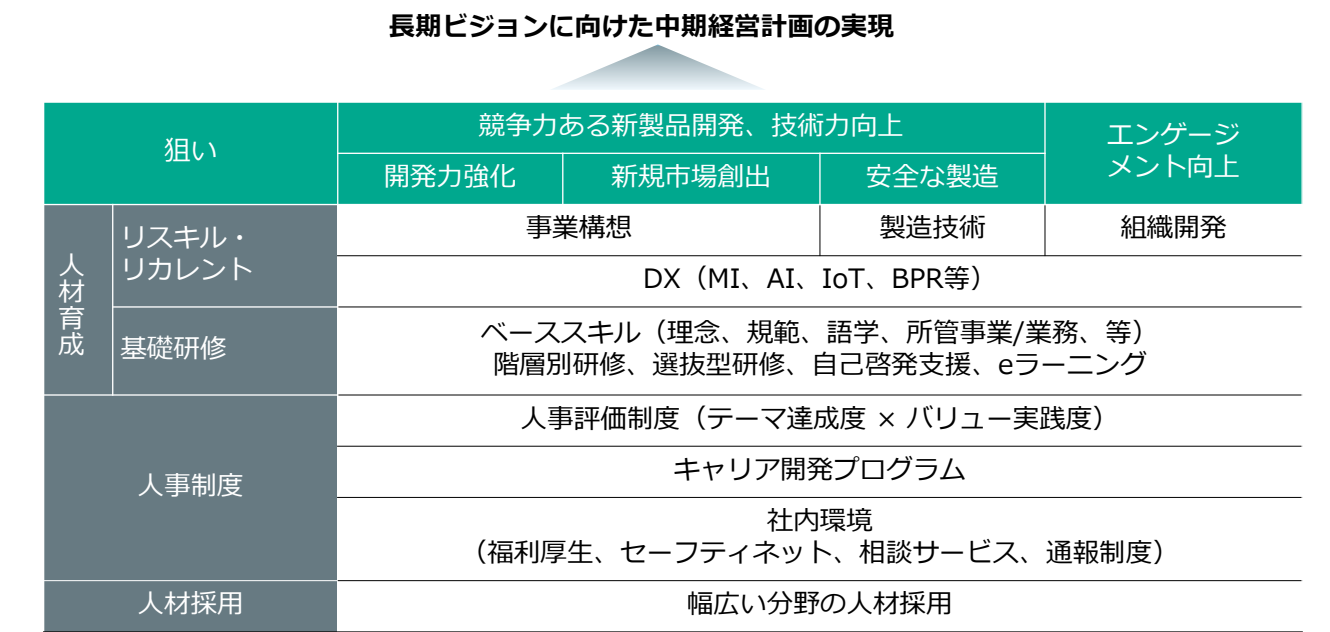 長期ビジョンに向けた中期経営計画の実現
狙い
競争力ある新製品開発、技術力向上
エンゲージ
メント向上
開発力強化
新規市場創出
安全な製造
人材育成
リスキル・
リカレント
事業構想
製造技術
組織開発
DX（MI、AI、IoT、BPR等）
基礎研修
ベーススキル（理念、規範、語学、所管事業/業務、等）
階層別研修、選抜型研修、自己啓発支援、eラーニング
人事制度
人事評価制度（テーマ達成度 × バリュー実践度）
キャリア開発プログラム
社内環境
（福利厚生、セーフティネット、相談サービス、通報制度）
人材採用
幅広い分野の人材採用